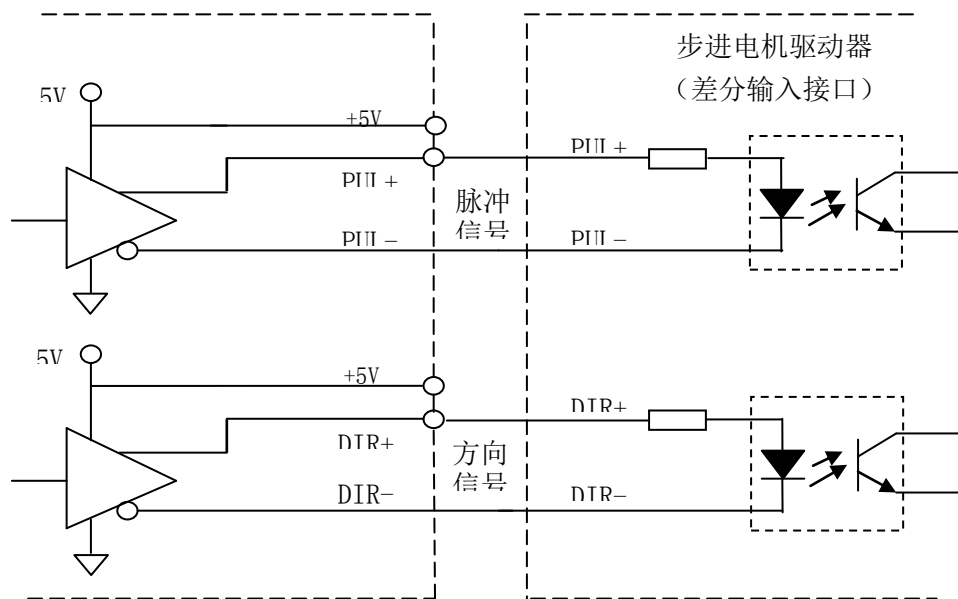 步进电机驱动器
（差分输入接口）
5V
+5V
PUL+
PUL+
脉冲
信号
PUL-
PUL-
5V
+5V
DIR+
DIR+
方向
信号
DIR-
DIR-